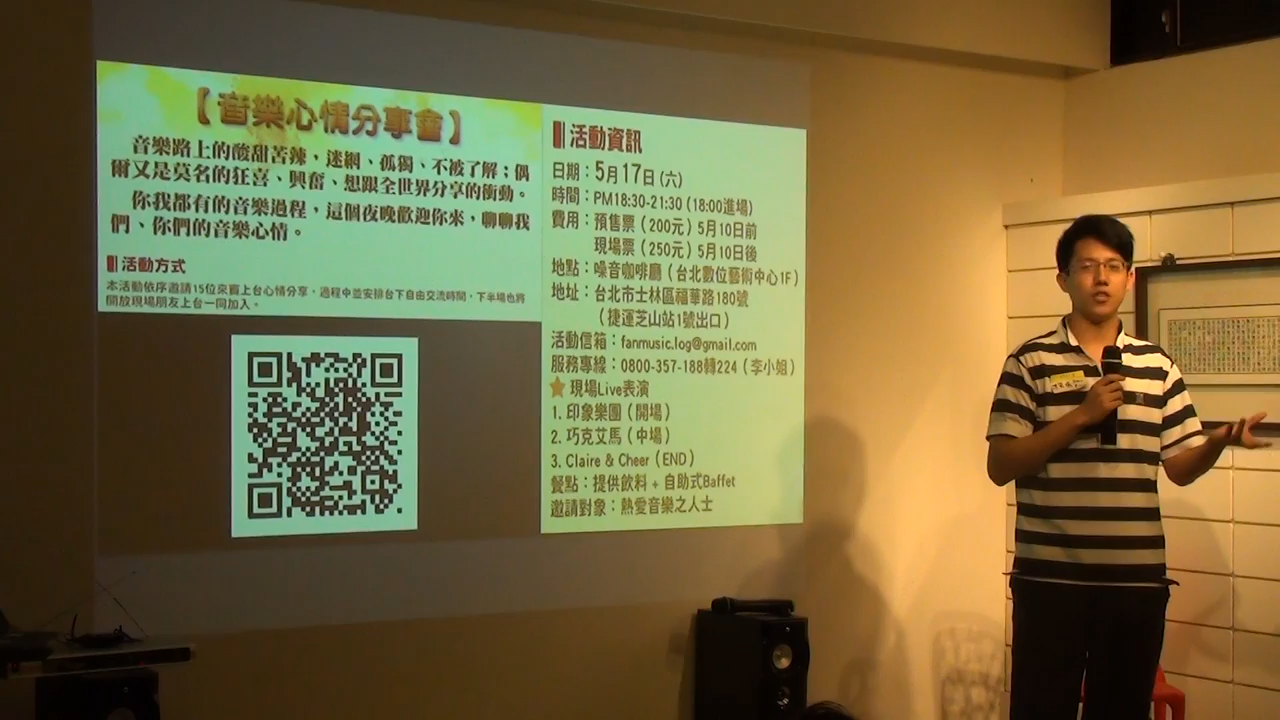 【音樂心情分享會】
音樂路上的酸甜苦辣，迷網、孤獨、不被了解；偶
爾又是莫名的狂喜、興奮、想跟全世界分享的衝動。
你我都有的音樂過程，這個夜晚歡迎你來，聊聊我
們、你們的音樂心情。
活動方式
本活動依序邀請15位來賓上台心情分享，過程中並安排台下自由交流時間，下半場也將
開放現場朋友上台一同加入。
活動資訊
日期：5月17日(六)
時間：PM18:30-21:30 (18:00進場)
費用：預售票（200元）5月10日前
現場票（250元）5月10日後
地點：噪音咖啡廳（台北數位藝術中心1F）
地址：台北市士林區福華路180號
（捷運芝山站1號出口）
活動信箱：fanmusic.log@gmail.com
服務專線：0800-357-188轉224（李小姐）
現場Live表演
1. 印象樂團（開場）
2. 巧克艾馬（中場）
3. Claire & Cheer（END）
餐點：提供飲料 + 自助式Baffet
邀請對象：熱愛音樂之人士